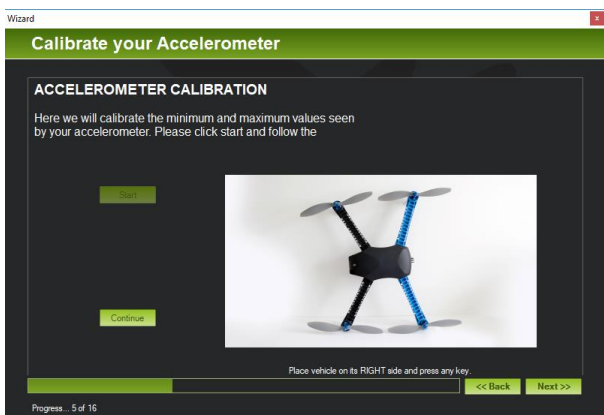 Wizard
x
Calibrate your Accelerometer
ACCELEROMETER CALIBRATION
Here we will calibrate the minimum and maximum values seen
by your accelerometer. Please click start and follow the
Start
Continue
Place vehicle on its RIGHT side and press any key.
<< Back
Next >>
Progress... 5 of 16